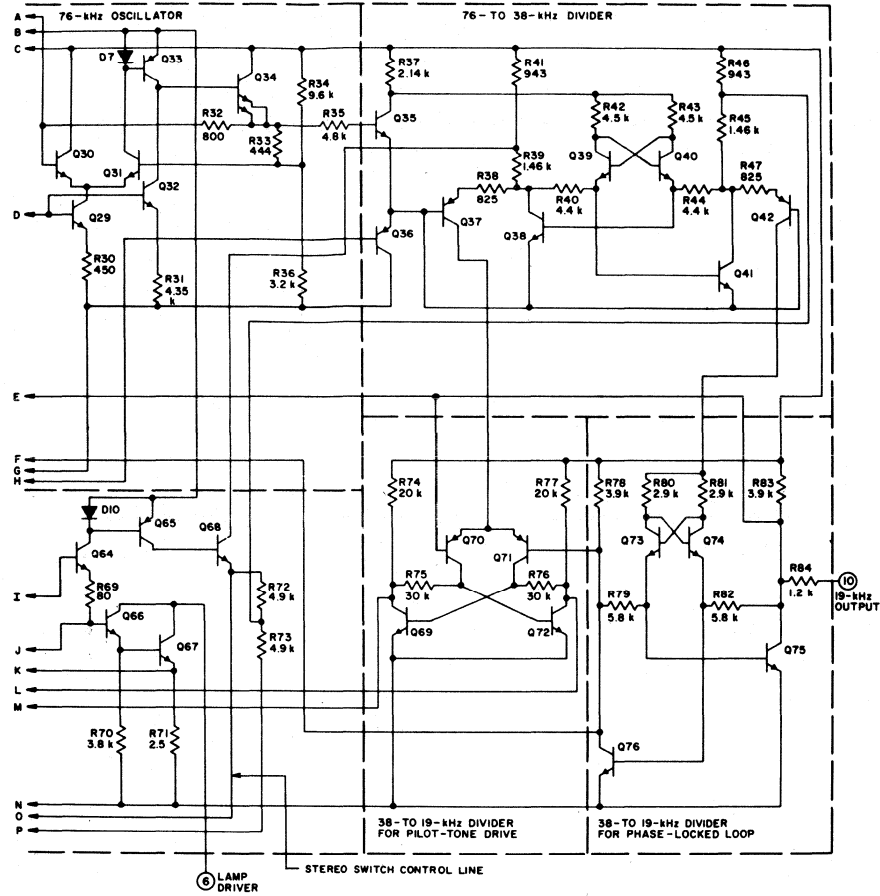 76-kHz OSCILLATOR
76-TO 38-kHz DIVIDER
A
B
C
D7
Q33
Q34
R34
9.6 k
R37
2.14 k
R41
943
R46
943
R32
800
R33
444
R35
4.8 k
Q35
R42
4.5 k
R43
4.5 k
R45
1.46 k
Q30
Q31
Q32
Q39
Q40
R39
1.46 k
R38
825
R40
4.4 k
R44
4.4 k
R47
825
D
Q29
Q36
Q37
Q38
Q42
R30
450
R31
4.35
k
R36
3.2 k
Q41
E
F
G
H
R74
20 k
R77
20 k
R78
3.9k
R80
2.9 k
R81
2.9 k
R83
3.9 k
D10
Q65
Q68
Q64
Q70
Q71
Q73
Q74
I
R69
80
R72
4.9 k
R75
30 k
R76
30 k
R79
5.8 k
R82
5.8 k
R84
1.2 k
10
19-kHz
OUTPUT
Q66
Q67
R73
4.9 k
Q69
Q72
Q75
J
K
L
M
R70
3.8 k
R71
2.5
Q76
N
O
P
38-TO 19-kHz DIVIDER
FOR PILOT-TONE DRIVE
38-TO 19-kHz DIVIDER
FOR PHASE-LOCKED LOOP
STEREO SWITCH CONTROL LINE
6
LAMP
DRIVER